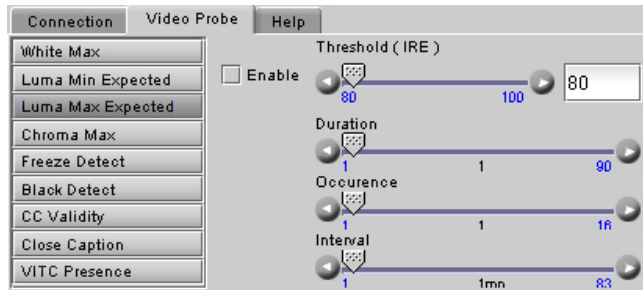 Connection Video Probe Help
White Max
Luma Min Expected
Luma Max Expected
Chroma Max
Freeze Detect
Black Detect
CC Validity
Close Caption
VITC Presence
Threshold ( IRE )
Enable
80 100 80
Duration
1 1 90
Occurence
1 1 16
Interval
1 1mn 83